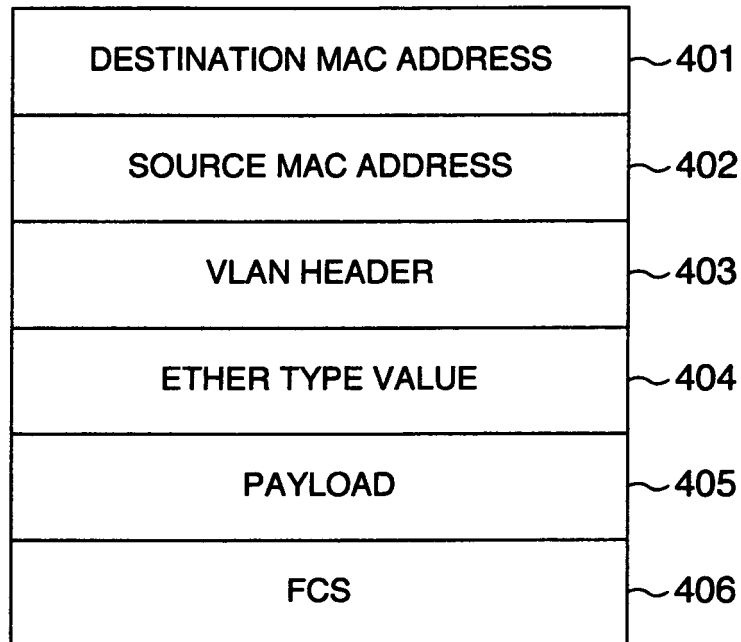 DESTINATION MAC ADDRESS 401
SOURCE MAC ADDRESS 402
VLAN HEADER 403
ETHER TYPE VALUE 404
PAYLOAD 405
FCS 406